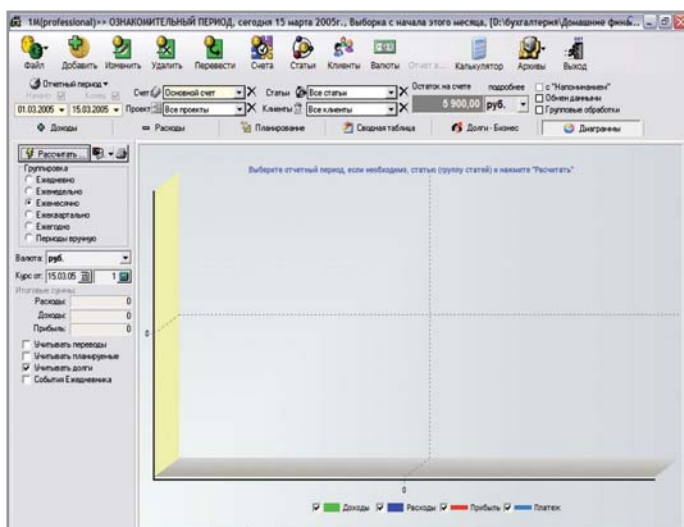 1M(professional)>> ОЗНАКОМИТЕЛЬНЫЙ ПЕРИОД, сегодня 15 марта 2005г., Выборка с начала этого месяца, [D:\бухгалтерия\Домашние фина...
Файл Добавить Изменить Удалить Перевести Счета Статьи Клиенты Валюты Отчет в... Калькулятор Архивы Выход
Отчетный период Счет Основной счет Статьи Все статьи Остаток на счете подробнее с "Напоминанием"
Начало Конец Обмен данными
01.03.2005 15.03.2005 Проект Все проекты Клиенты Все клиенты 5 900,00 руб. Групповые обработки
Доходы Расходы Планирование Сводная таблица Долги - Бизнес Диаграммы
Рассчитать...
Группировка
Ежедневно
Еженедельно
Ежемесячно
Ежеквартально
Ежегодно
Периоды вручную
Валюта: руб.
Курс от: 15.03.05 1
Итоговые суммы
Расходы: 0
Доходы: 0
Прибыль: 0
Учитывать переводы
Учитывать планируемые
Учитывать долги
События Ежедневника
Выберите отчетный период, если необходимо, статью (группу статей) и нажмите "Расчитать"
0
0
Доходы Расходы Прибыль Платеж